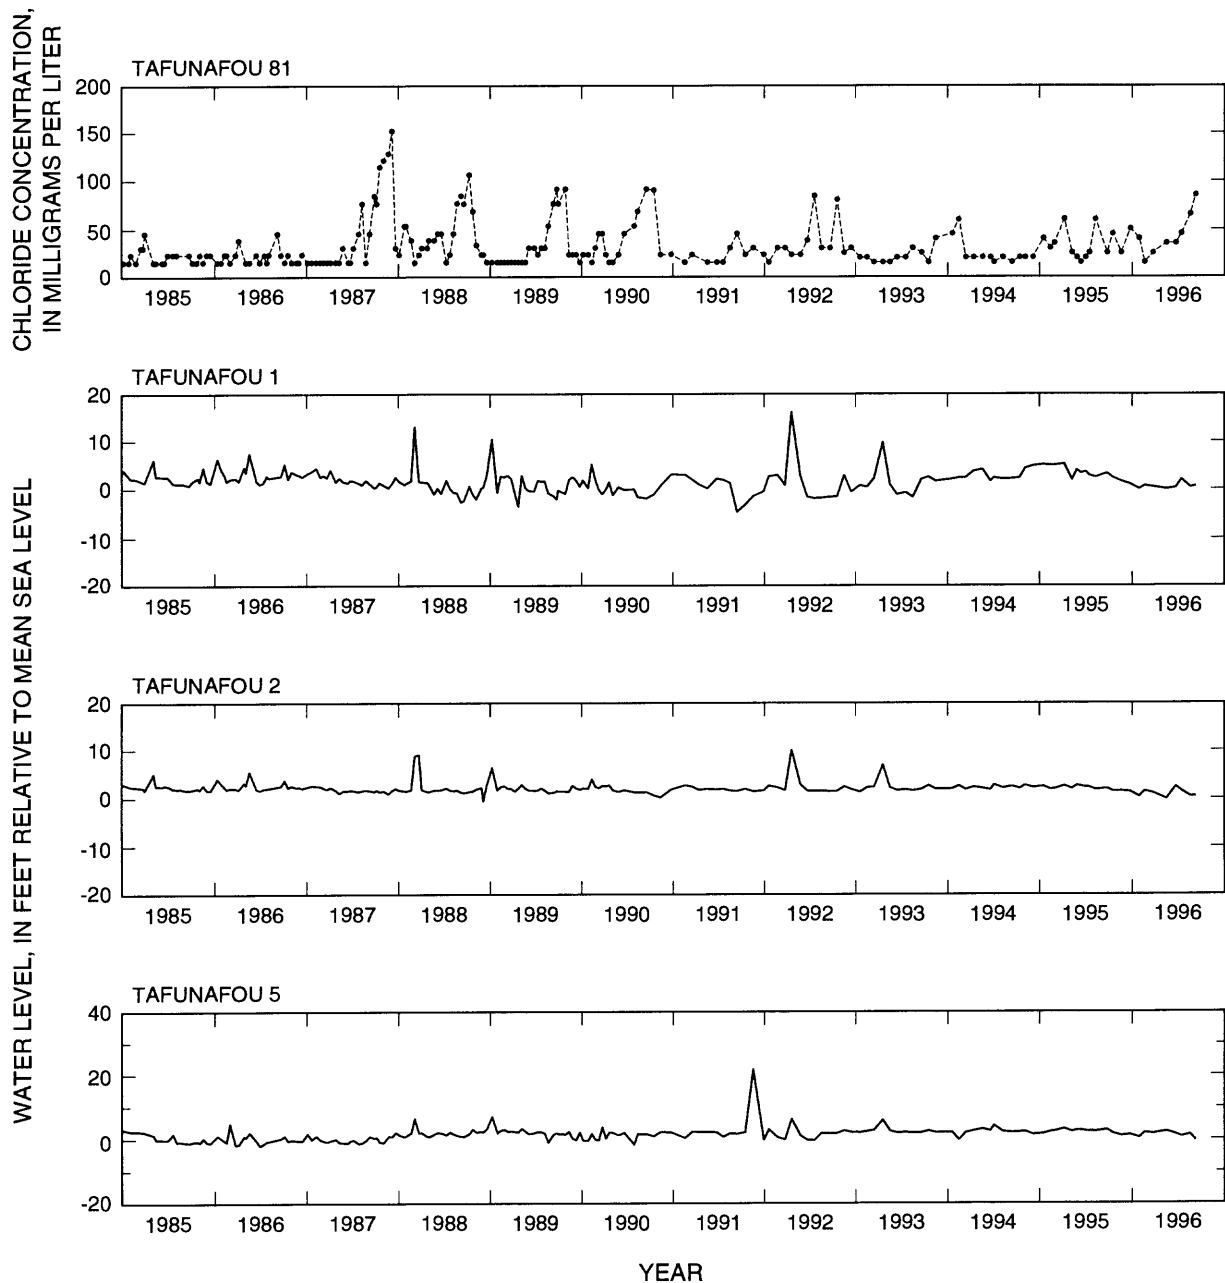 CHLORIDE CONCENTRATION,
IN MILLIGRAMS PER LITER
TAFUNAFOU 81
200
150
100
50
0
1985 1986 1987 1988 1989 1990 1991 1992 1993 1994 1995 1996
WATER LEVEL, IN FEET RELATIVE TO MEAN SEA LEVEL
TAFUNAFOU 1
20
10
0
-10
-20
1985 1986 1987 1988 1989 1990 1991 1992 1993 1994 1995 1996
TAFUNAFOU 2
20
10
0
-10
-20
1985 1986 1987 1988 1989 1990 1991 1992 1993 1994 1995 1996
TAFUNAFOU 5
40
20
0
-20
1985 1986 1987 1988 1989 1990 1991 1992 1993 1994 1995 1996
YEAR